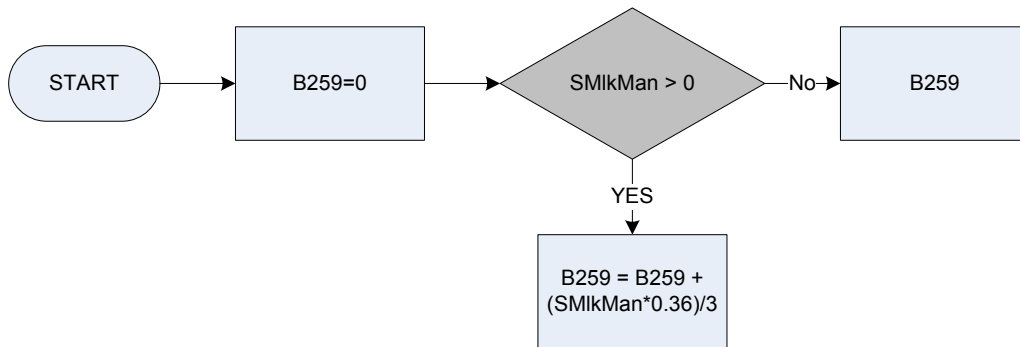 START
B259=0
SMlkMan > 0
No
B259
YES
B259 = B259 +
(SMlkMan*0.36)/3